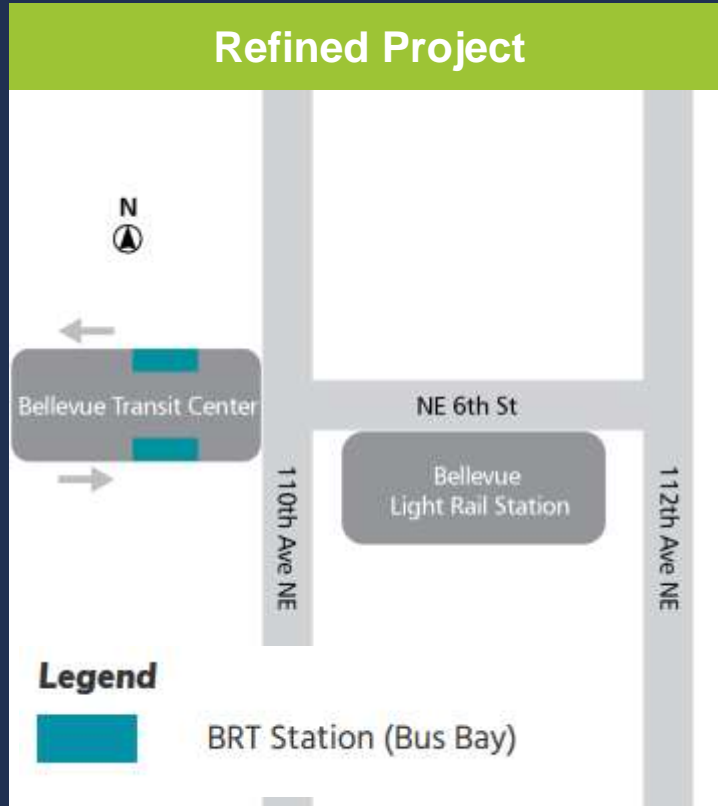 Refined Project
N
Bellevue Transit Center
NE 6th St
Bellevue
Light Rail Station
110th Ave NE
112th Ave NE
Legend
BRT Station (Bus Bay)